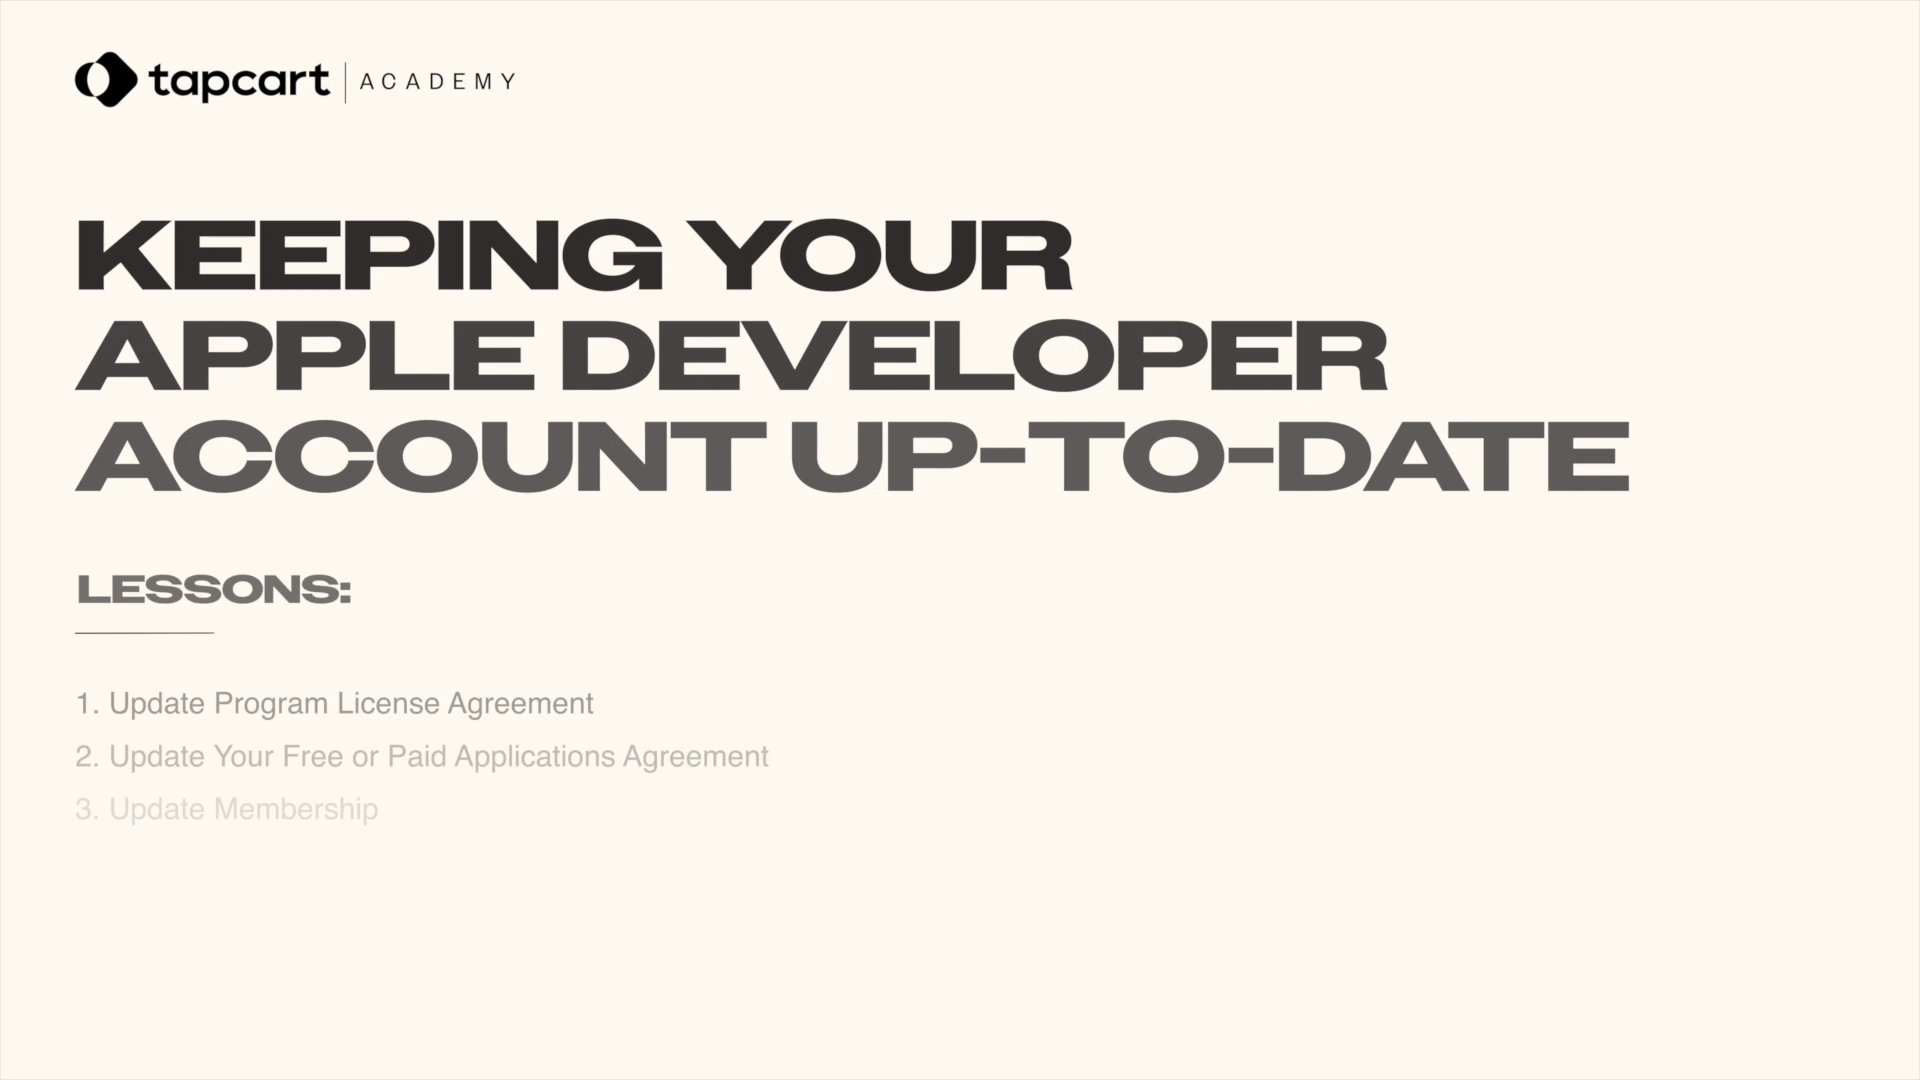 tapcart | ACADEMY
KEEPING YOUR
APPLE DEVELOPER
ACCOUNT UP-TO-DATE
LESSONS:
1. Update Program License Agreement
2. Update Your Free or Paid Applications Agreement
3. Update Membership